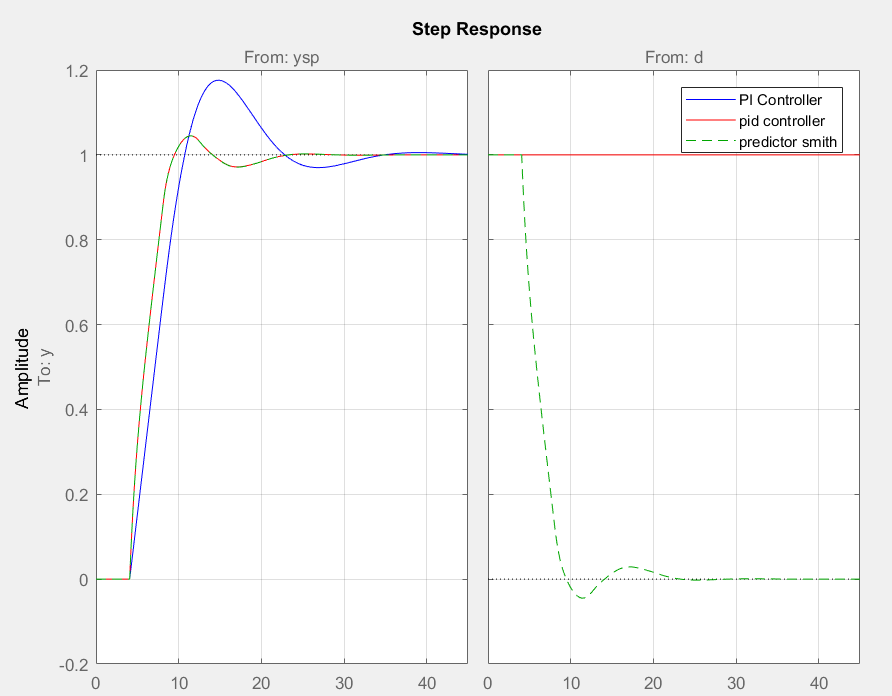 Step Response
From: ysp
From: d
PI Controller
pid controller
predictor smith
Amplitude
To: y
1.2
1
0.8
0.6
0.4
0.2
0
-0.2
0
10
20
30
40
0
10
20
30
40